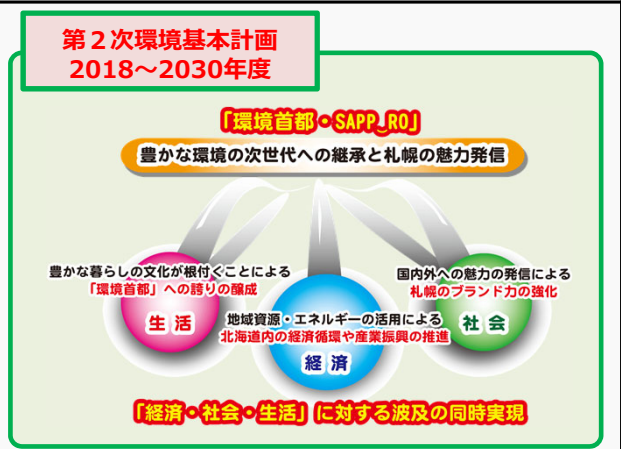 第２次環境基本計画
2018～2030年度
「環境首都・SAPP_RO」
豊かな環境の次世代への継承と札幌の魅力発信
豊かな暮らしの文化が根付くことによる
「環境首都」への誇りの醸成
生 活
地域資源・エネルギーの活用による
北海道内の経済循環や産業振興の推進
経 済
国内外への魅力の発信による
札幌のブランド力の強化
社 会
「経済・社会・生活」に対する波及の同時実現